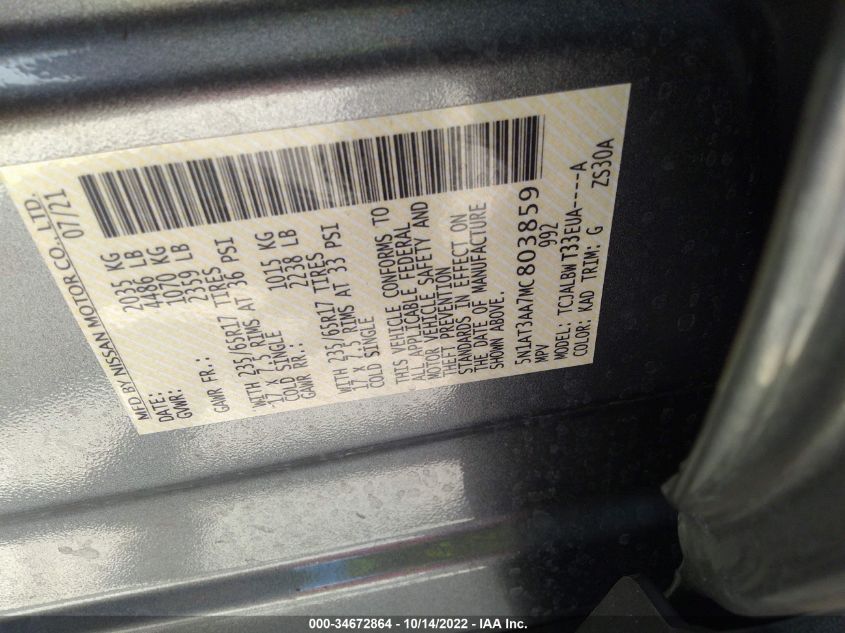 MFD BY NISSAN MOTOR CO., LTD.
DATE: 07/21
GVWR: 2035 KG
4486 LB
GAWR FR.: 1070 KG
2359 LB
WITH 235/65R17 TIRES
17 X 7.5 RIMS AT 36 PSI
COLD SINGLE
GAWR RR.: 1015 KG
2238 LB
WITH 235/65R17 TIRES
17 X 7.5 RIMS AT 33 PSI
COLD SINGLE
THIS VEHICLE CONFORMS TO
ALL APPLICABLE FEDERAL
MOTOR VEHICLE SAFETY AND
THEFT PREVENTION
STANDARDS IN EFFECT ON
THE DATE OF MANUFACTURE
SHOWN ABOVE.
5N1AT3AA7MC803859
MPV 992
MODEL: TCJALBWT33EUA----A
COLOR: KAD TRIM: G ZS30A
000-34672864 - 10/14/2022 - IAA Inc.